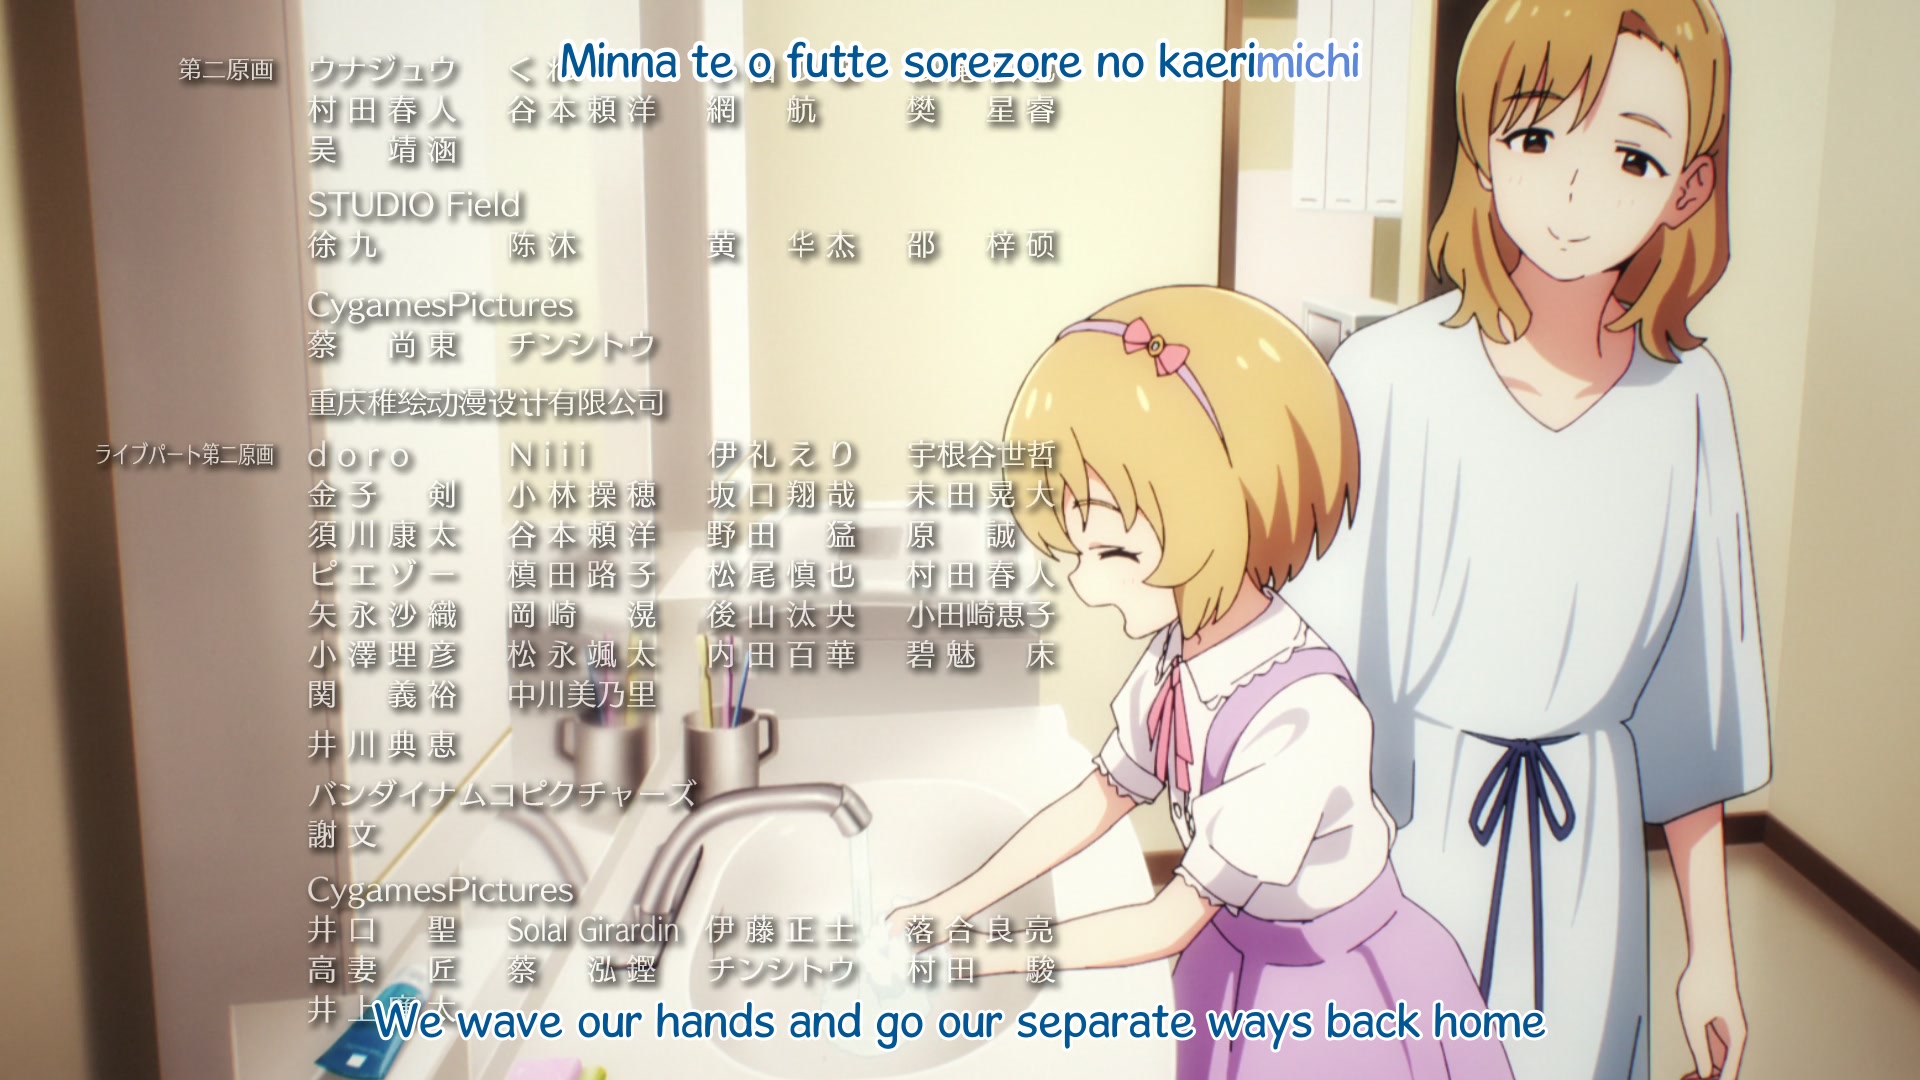 Minna te o futte sorezore no kaerimichi
第二原画 ウナジュウ
村田春人 谷本頼洋 網 航 樊 星睿
吴 靖涵
STUDIO Field
徐九 陈沐 黄 华杰 邵 梓硕
CygamesPictures
蔡 尚東 チンシトウ
重庆稚绘动漫设计有限公司
ライブパート第二原画 doro Niii 伊礼えり 宇根谷世哲
金子 剣 小林操穂 坂口翔哉 末田晃大
須川康太 谷本頼洋 野田 猛 原 誠
ピエゾー 槙田路子 松尾慎也 村田春人
矢永沙織 岡崎 滉 後山汰央 小田崎恵子
小澤理彦 松永颯太 内田百華 碧魅 床
関 義裕 中川美乃里
井川典恵
バンダイナムコピクチャーズ
謝文
CygamesPictures
井口 聖 Solal Girardin 伊藤正士 落合良亮
高妻 匠 蔡 泓鏗 チンシトウ 村田 駿
井上 太
We wave our hands and go our separate ways back home